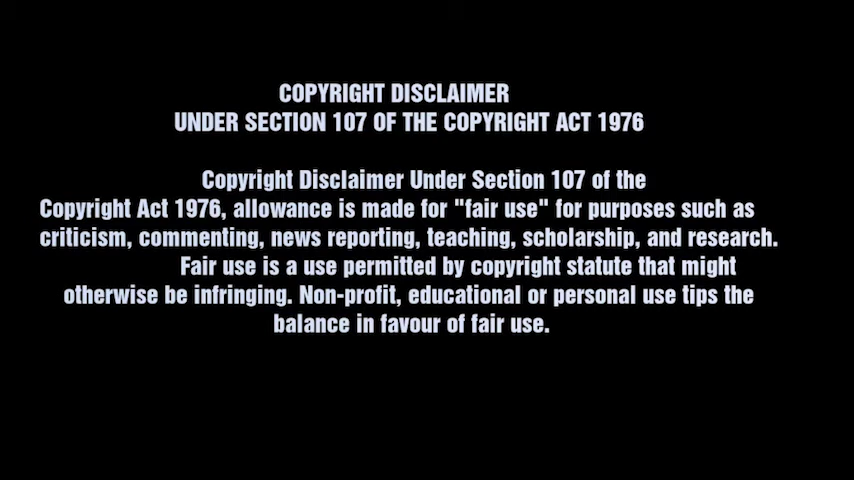 COPYRIGHT DISCLAIMER
UNDER SECTION 107 OF THE COPYRIGHT ACT 1976
Copyright Disclaimer Under Section 107 of the
Copyright Act 1976, allowance is made for "fair use" for purposes such as
criticism, commenting, news reporting, teaching, scholarship, and research.
Fair use is a use permitted by copyright statute that might
otherwise be infringing. Non-profit, educational or personal use tips the
balance in favour of fair use.